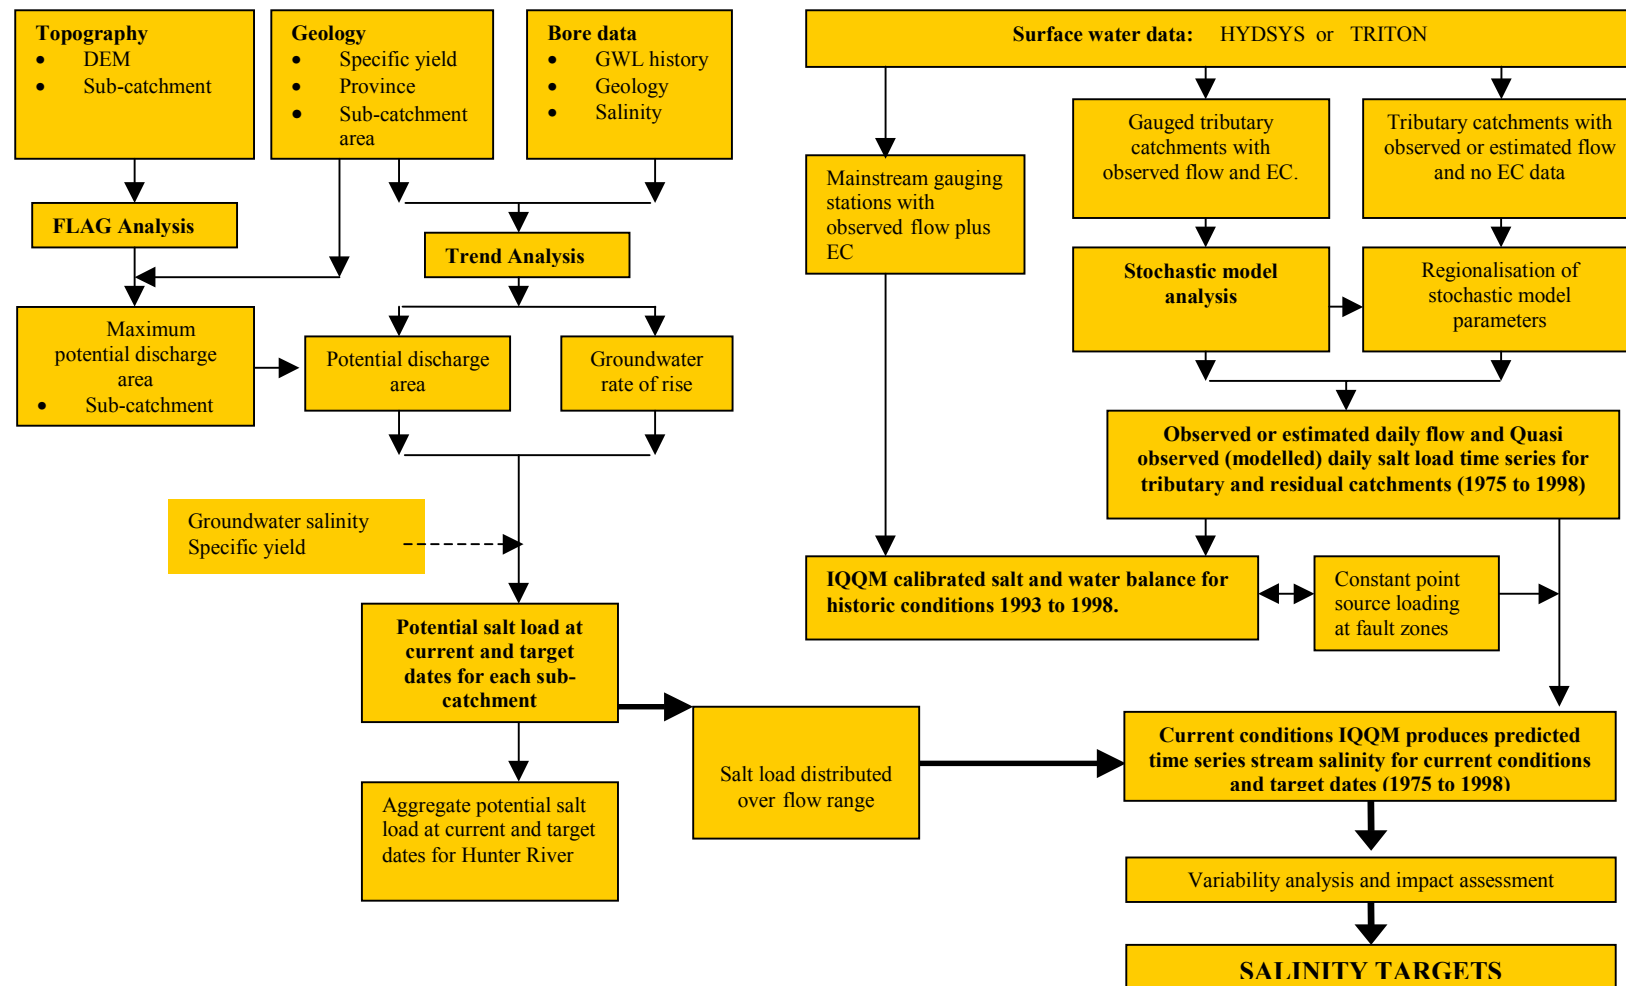 Topography
• DEM
• Sub-catchment
Geology
• Specific yield
• Province
• Sub-catchment
area
Bore data
• GWL history
• Geology
• Salinity
Surface water data: HYDSYS or TRITON
Mainstream gauging
stations with
observed flow plus
EC
Gauged tributary
catchments with
observed flow and EC.
Tributary catchments with
observed or estimated flow
and no EC data
FLAG Analysis
Trend Analysis
Stochastic model
analysis
Regionalisation of
stochastic model
parameters
Maximum
potential discharge
area
• Sub-catchment
Potential discharge
area
Groundwater
rate of rise
Observed or estimated daily flow and Quasi
observed (modelled) daily salt load time series for
tributary and residual catchments (1975 to 1998)
Groundwater salinity
Specific yield
IQQM calibrated salt and water balance for
historic conditions 1993 to 1998.
Constant point
source loading
at fault zones
Potential salt load at
current and target
dates for each sub-
catchment
Salt load distributed
over flow range
Current conditions IQQM produces predicted
time series stream salinity for current conditions
and target dates (1975 to 1998)
Aggregate potential salt
load at current and target
dates for Hunter River
Variability analysis and impact assessment
SALINITY TARGETS